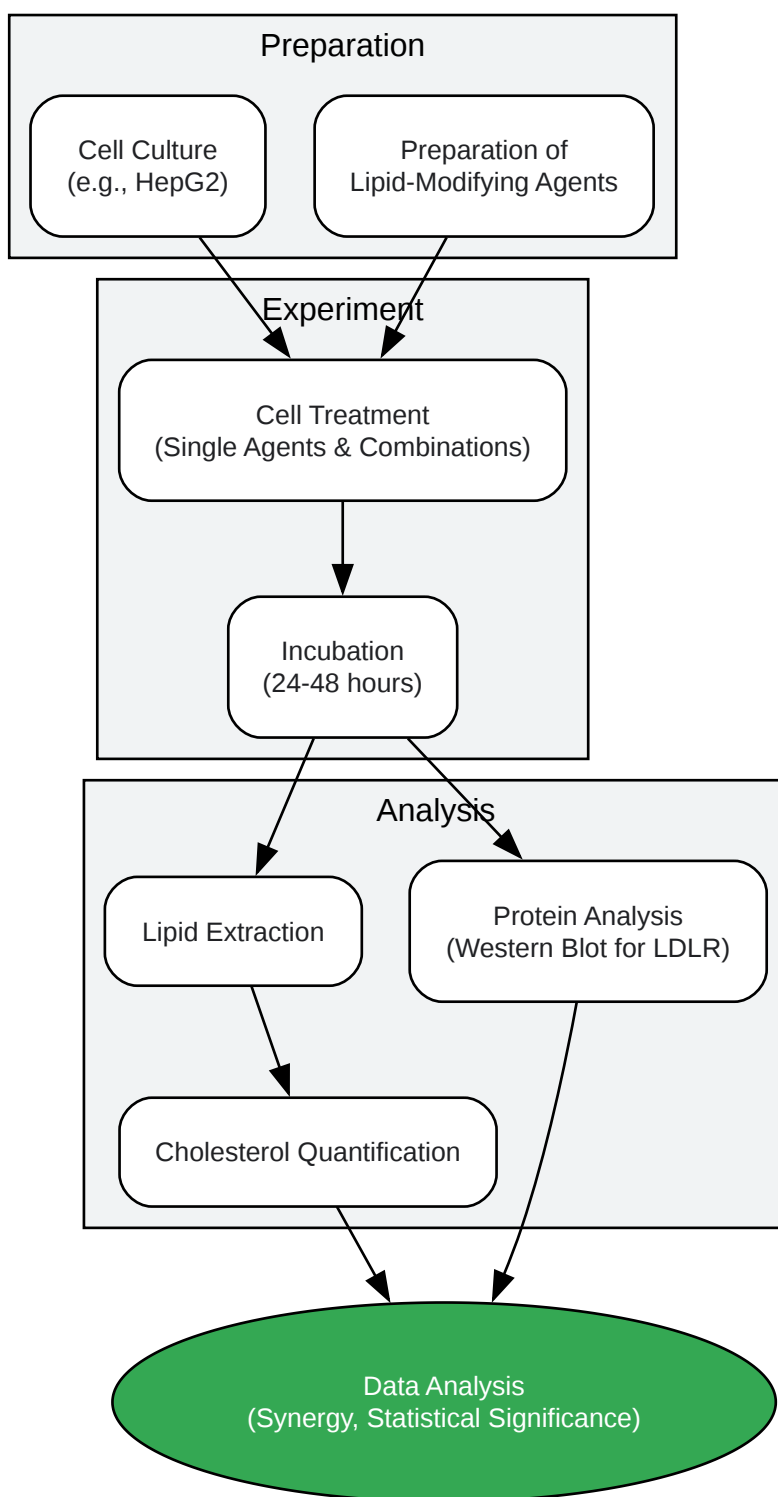 Preparation
Cell Culture
(e.g., HepG2)
Preparation of
Lipid-Modifying Agents
Experiment
Cell Treatment
(Single Agents & Combinations)
Incubation
(24-48 hours)
Analysis
Lipid Extraction
Protein Analysis
(Western Blot for LDLR)
Cholesterol Quantification
Data Analysis
(Synergy, Statistical Significance)